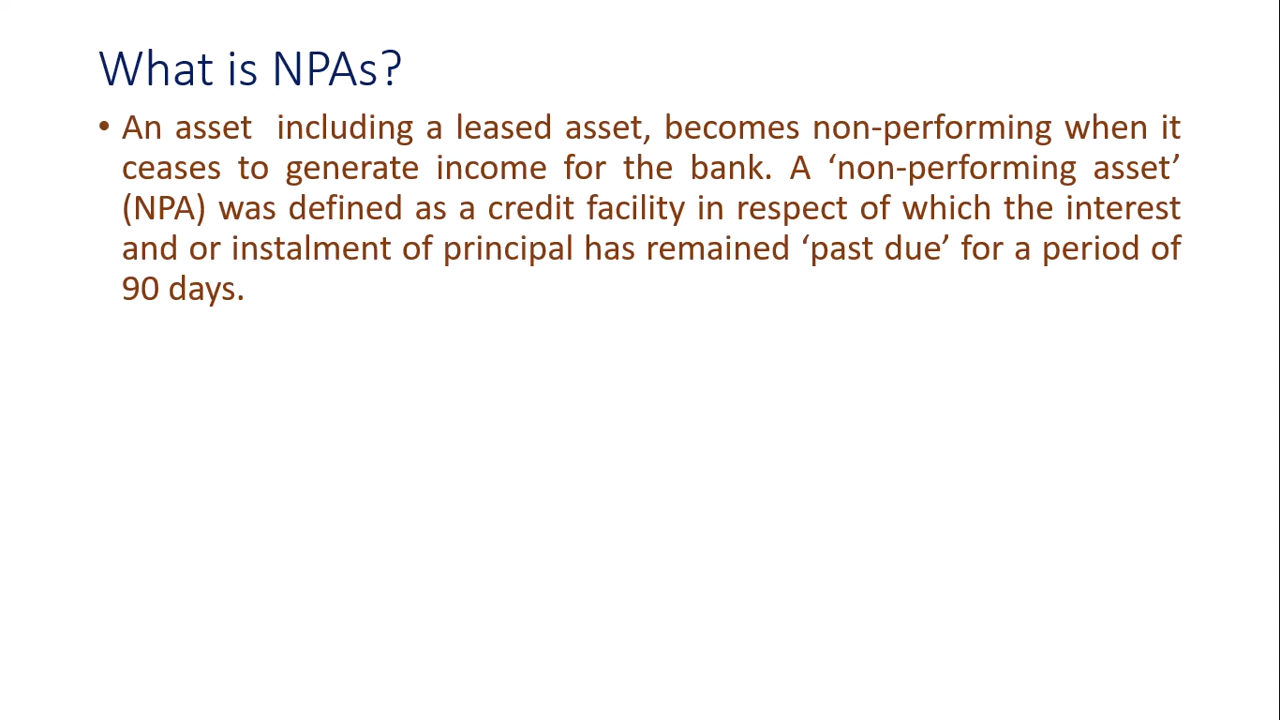 What is NPAs?
• An asset  including a leased asset, becomes non-performing when it
ceases to generate income for the bank. A ‘non-performing asset’
(NPA) was defined as a credit facility in respect of which the interest
and or instalment of principal has remained ‘past due’ for a period of
90 days.